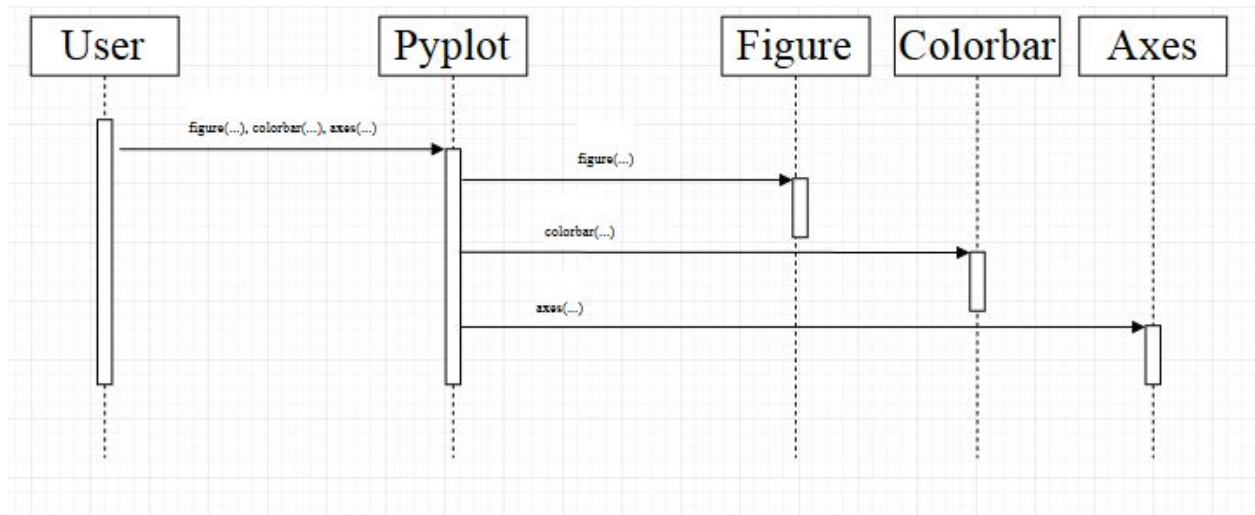 User
Pyplot
Figure
Colorbar
Axes
figure(...), colorbar(...), axes(...)
figure(...)
colorbar(...)
axes(...)